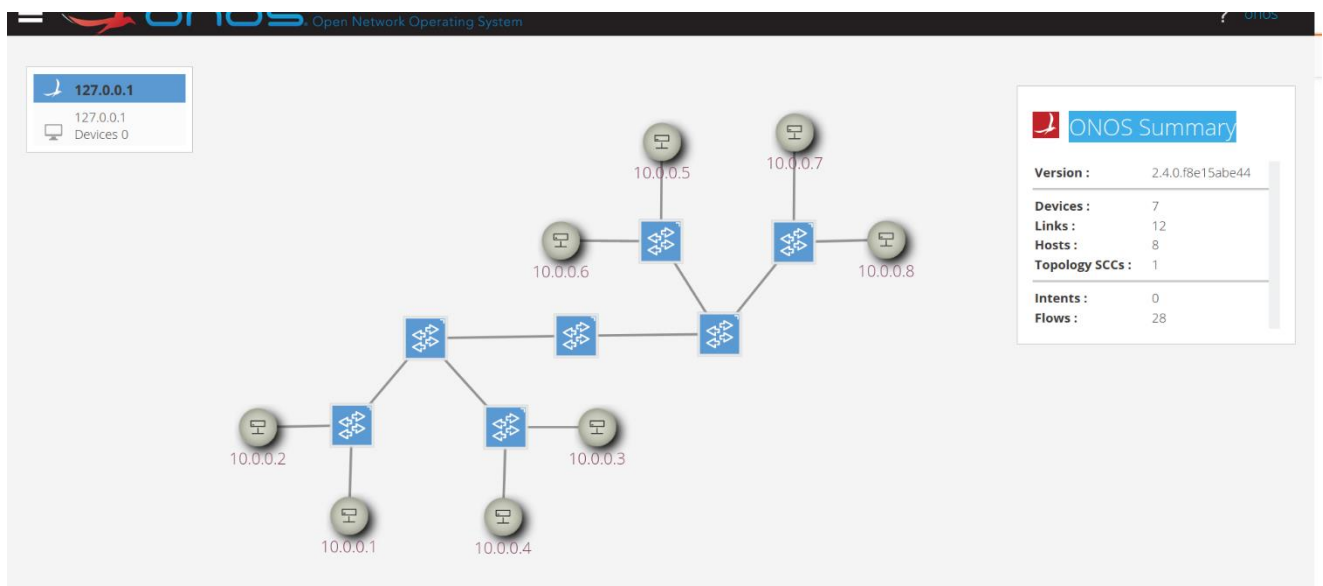 onos. Open Network Operating System
? onos
127.0.0.1
127.0.0.1
Devices 0
ONOS Summary
Version : 2.4.0.f8e15abe44
Devices : 7
Links : 12
Hosts : 8
Topology SCCs : 1
Intents : 0
Flows : 28
10.0.0.5
10.0.0.7
10.0.0.6
10.0.0.8
10.0.0.2
10.0.0.3
10.0.0.1
10.0.0.4